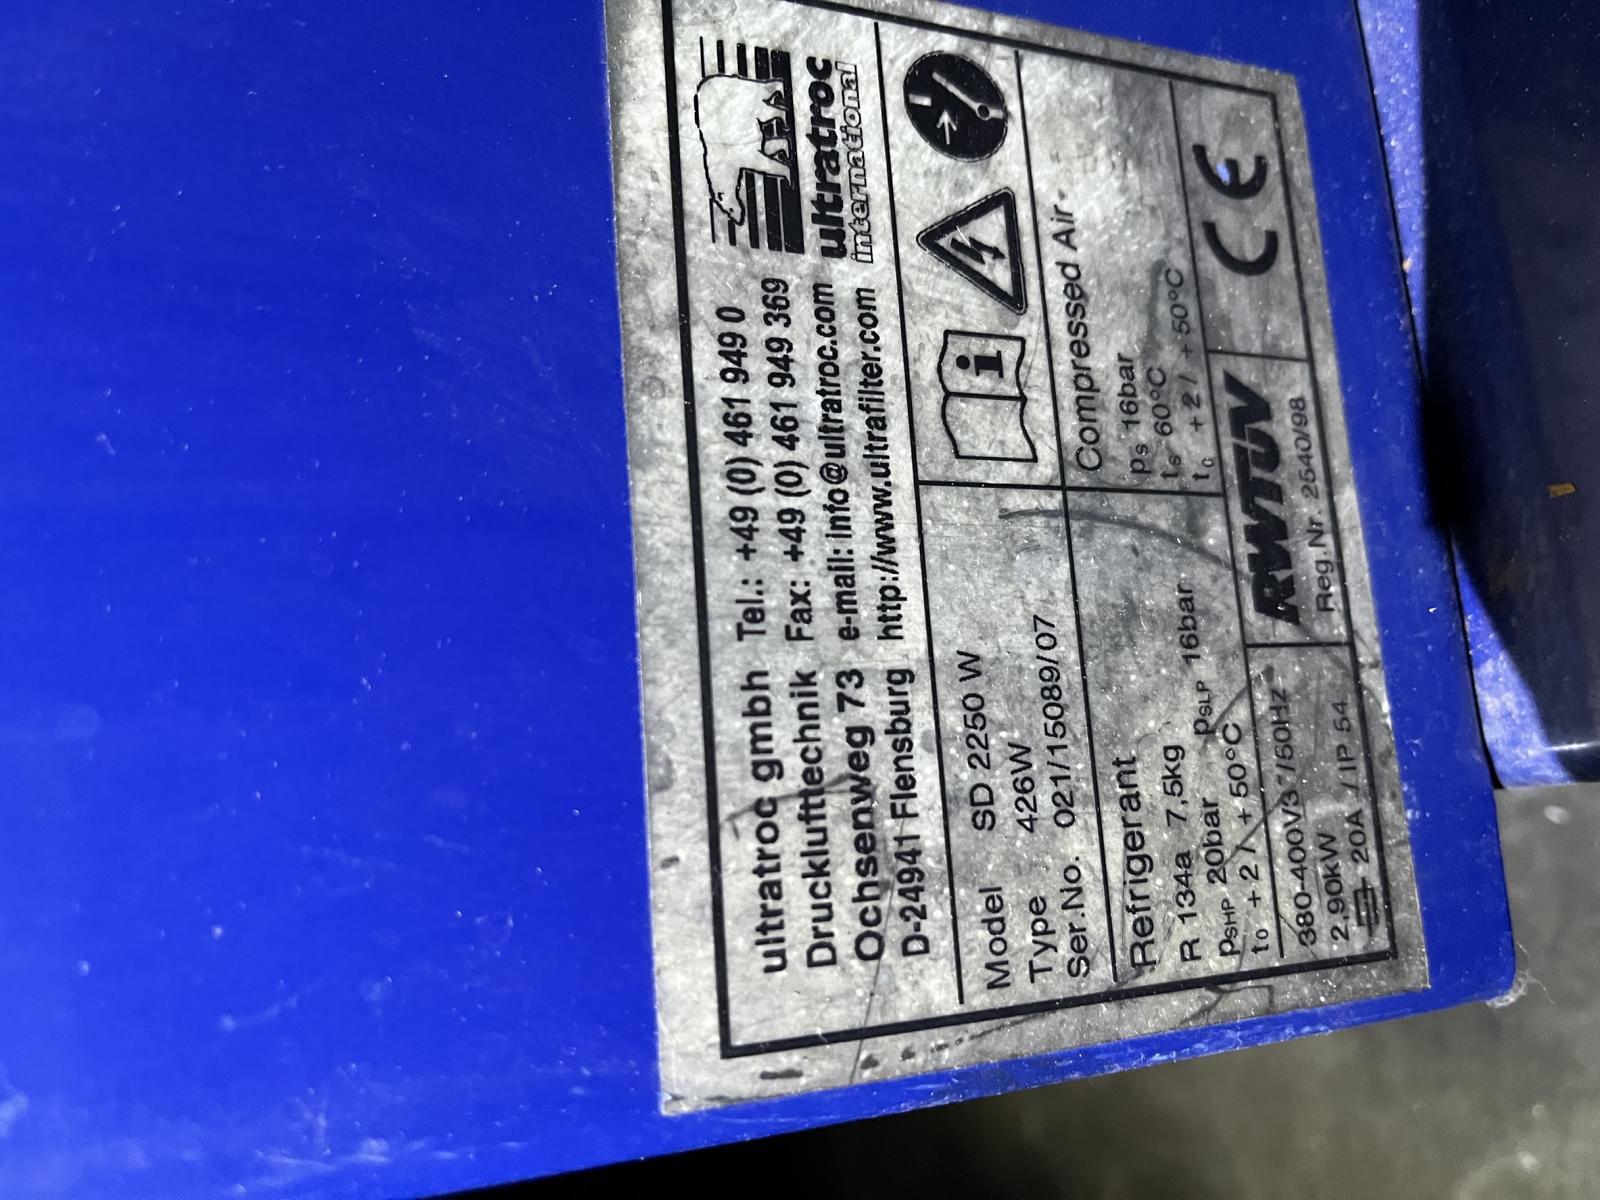 ultratroc gmbh
Drucklufttechnik
Ochsenweg 73
D-24941 Flensburg
Tel.: +49 (0) 461 949 0
Fax: +49 (0) 461 949 369
e-mail: info@ultratroc.com
http://www.ultrafilter.com
ultratroc
international
Model SD 2250 W
Type 426W
Ser.No. 021/15089/07
Refrigerant
R 134a 7,5kg
pSHP 20bar pSLP 16bar
to + 2 / + 50°C
Compressed Air
ps 16bar
ts 60°C
tc + 2 / + 50°C
380-400V3~/50Hz
2,90kW
20A / IP 54
RWTÜV
Reg.Nr. 2540/98
CE